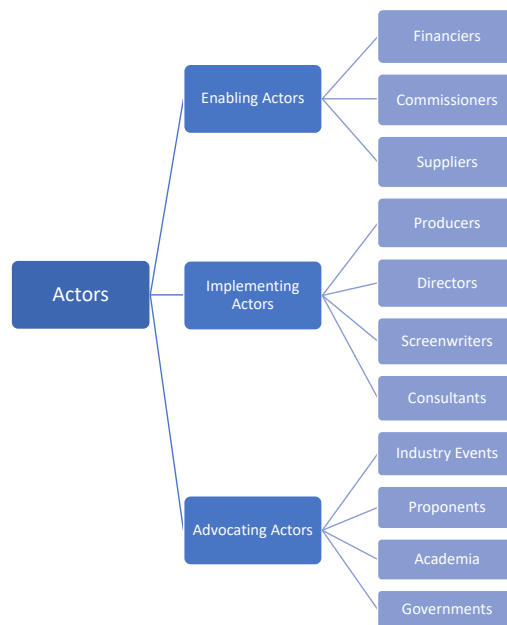 Actors
Enabling Actors
Financiers
Commissioners
Suppliers
Implementing
Actors
Producers
Directors
Screenwriters
Consultants
Advocating Actors
Industry Events
Proponents
Academia
Governments